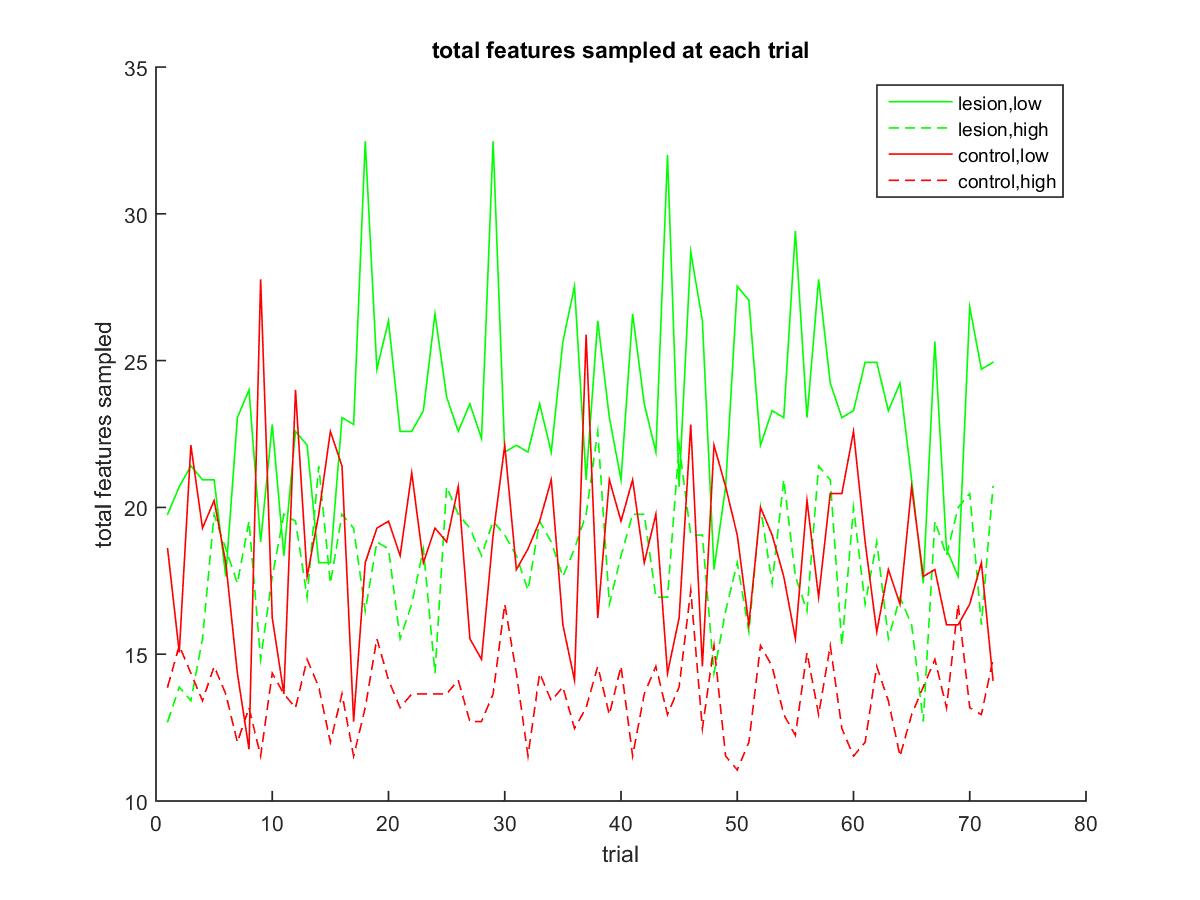 total features sampled at each trial
35
30
25
20
15
10
total features sampled
lesion,low
lesion,high
control,low
control,high
0 10 20 30 40 50 60 70 80
trial